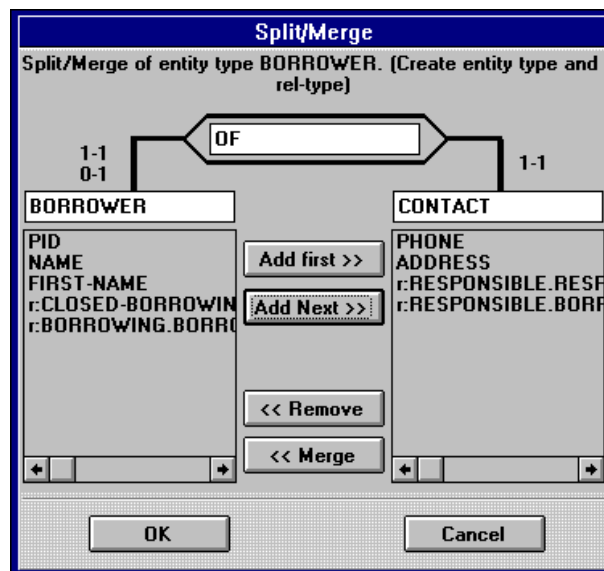 Split/Merge
Split/Merge of entity type BORROWER. (Create entity type and
rel-type)
OF
1-1
0-1
1-1
BORROWER
CONTACT
PID
NAME
FIRST-NAME
r:CLOSED-BORROWIN
r:BORROWING.BORRO
Add first >>
Add Next >>
<< Remove
<< Merge
PHONE
ADDRESS
r:RESPONSIBLE.RESP
r:RESPONSIBLE.BORR
OK
Cancel